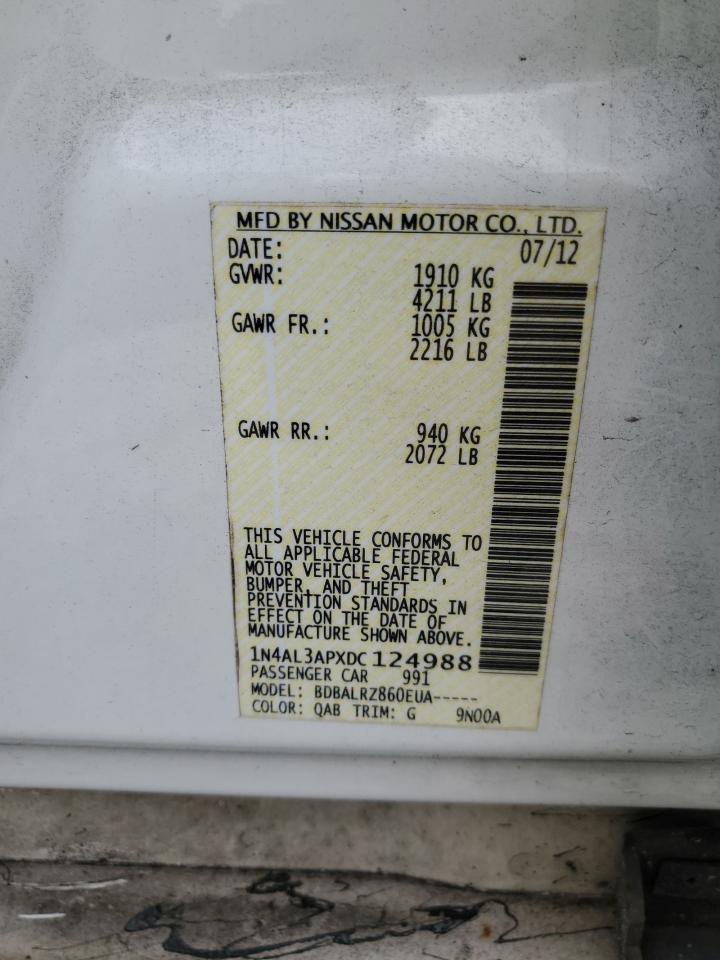 MFD BY NISSAN MOTOR CO., LTD.
DATE: 07/12
GVWR: 1910 KG
4211 LB
GAWR FR.: 1005 KG
2216 LB
GAWR RR.: 940 KG
2072 LB
THIS VEHICLE CONFORMS TO
ALL APPLICABLE FEDERAL
MOTOR VEHICLE SAFETY,
BUMPER, AND THEFT
PREVENTION STANDARDS IN
EFFECT ON THE DATE OF
MANUFACTURE SHOWN ABOVE.
1N4AL3APXDC124988
PASSENGER CAR 991
MODEL: BDBALRZ860EUA-----
COLOR: QAB TRIM: G 9N00A